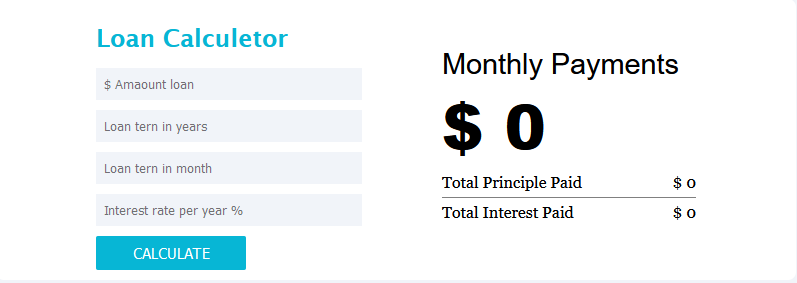 Loan Calculetor
$ Amaount loan
Loan tern in years
Loan tern in month
Interest rate per year %
CALCULATE
Monthly Payments
$ 0
Total Principle Paid $ 0
Total Interest Paid $ 0